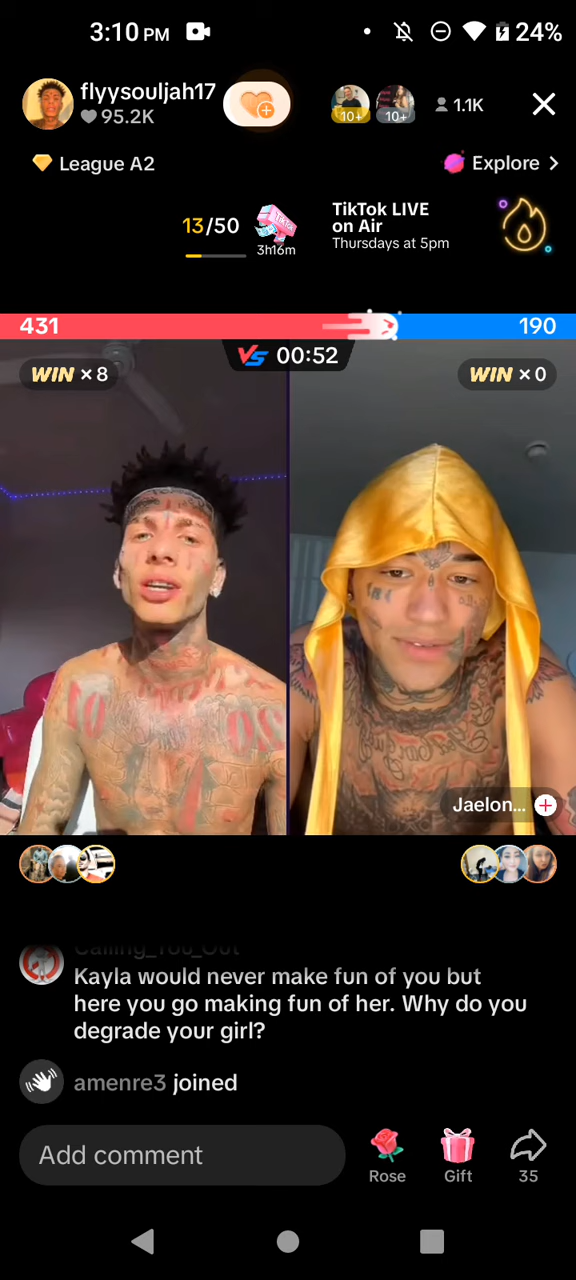 3:10 PM
24%
flyysouljah17
95.2K
10+
10+
1.1K
League A2
Explore
13/50
TikTok
3h16m
TikTok LIVE
on Air
Thursdays at 5pm
431
190
VS 00:52
WIN × 8
WIN × 0
Jaelon...
Calling_You_Out
Kayla would never make fun of you but
here you go making fun of her. Why do you
degrade your girl?
amenre3 joined
Add comment
Rose
Gift
35